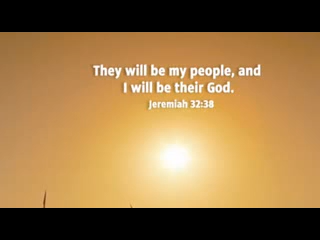 They will be my people, and
I will be their God.
Jeremiah 32:38